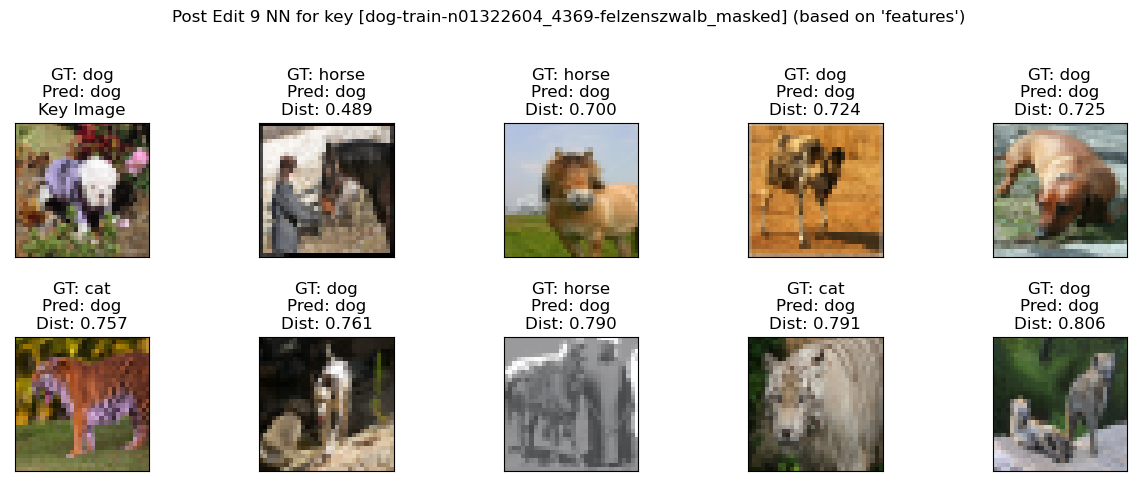 Post Edit 9 NN for key [dog-train-n01322604_4369-felzenszwalb_masked] (based on 'features')
GT: dog
Pred: dog
Key Image
GT: horse
Pred: dog
Dist: 0.489
GT: horse
Pred: dog
Dist: 0.700
GT: dog
Pred: dog
Dist: 0.724
GT: dog
Pred: dog
Dist: 0.725
GT: cat
Pred: dog
Dist: 0.757
GT: dog
Pred: dog
Dist: 0.761
GT: horse
Pred: dog
Dist: 0.790
GT: cat
Pred: dog
Dist: 0.791
GT: dog
Pred: dog
Dist: 0.806